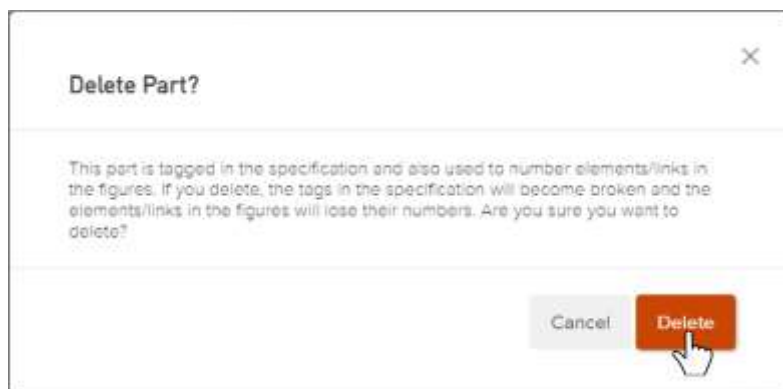 Delete Part?
This part is tagged in the specification and also used to number elements/links in
the figures. If you delete, the tags in the specification will become broken and the
elements/links in the figures will lose their numbers. Are you sure you want to
delete?
Cancel
Delete